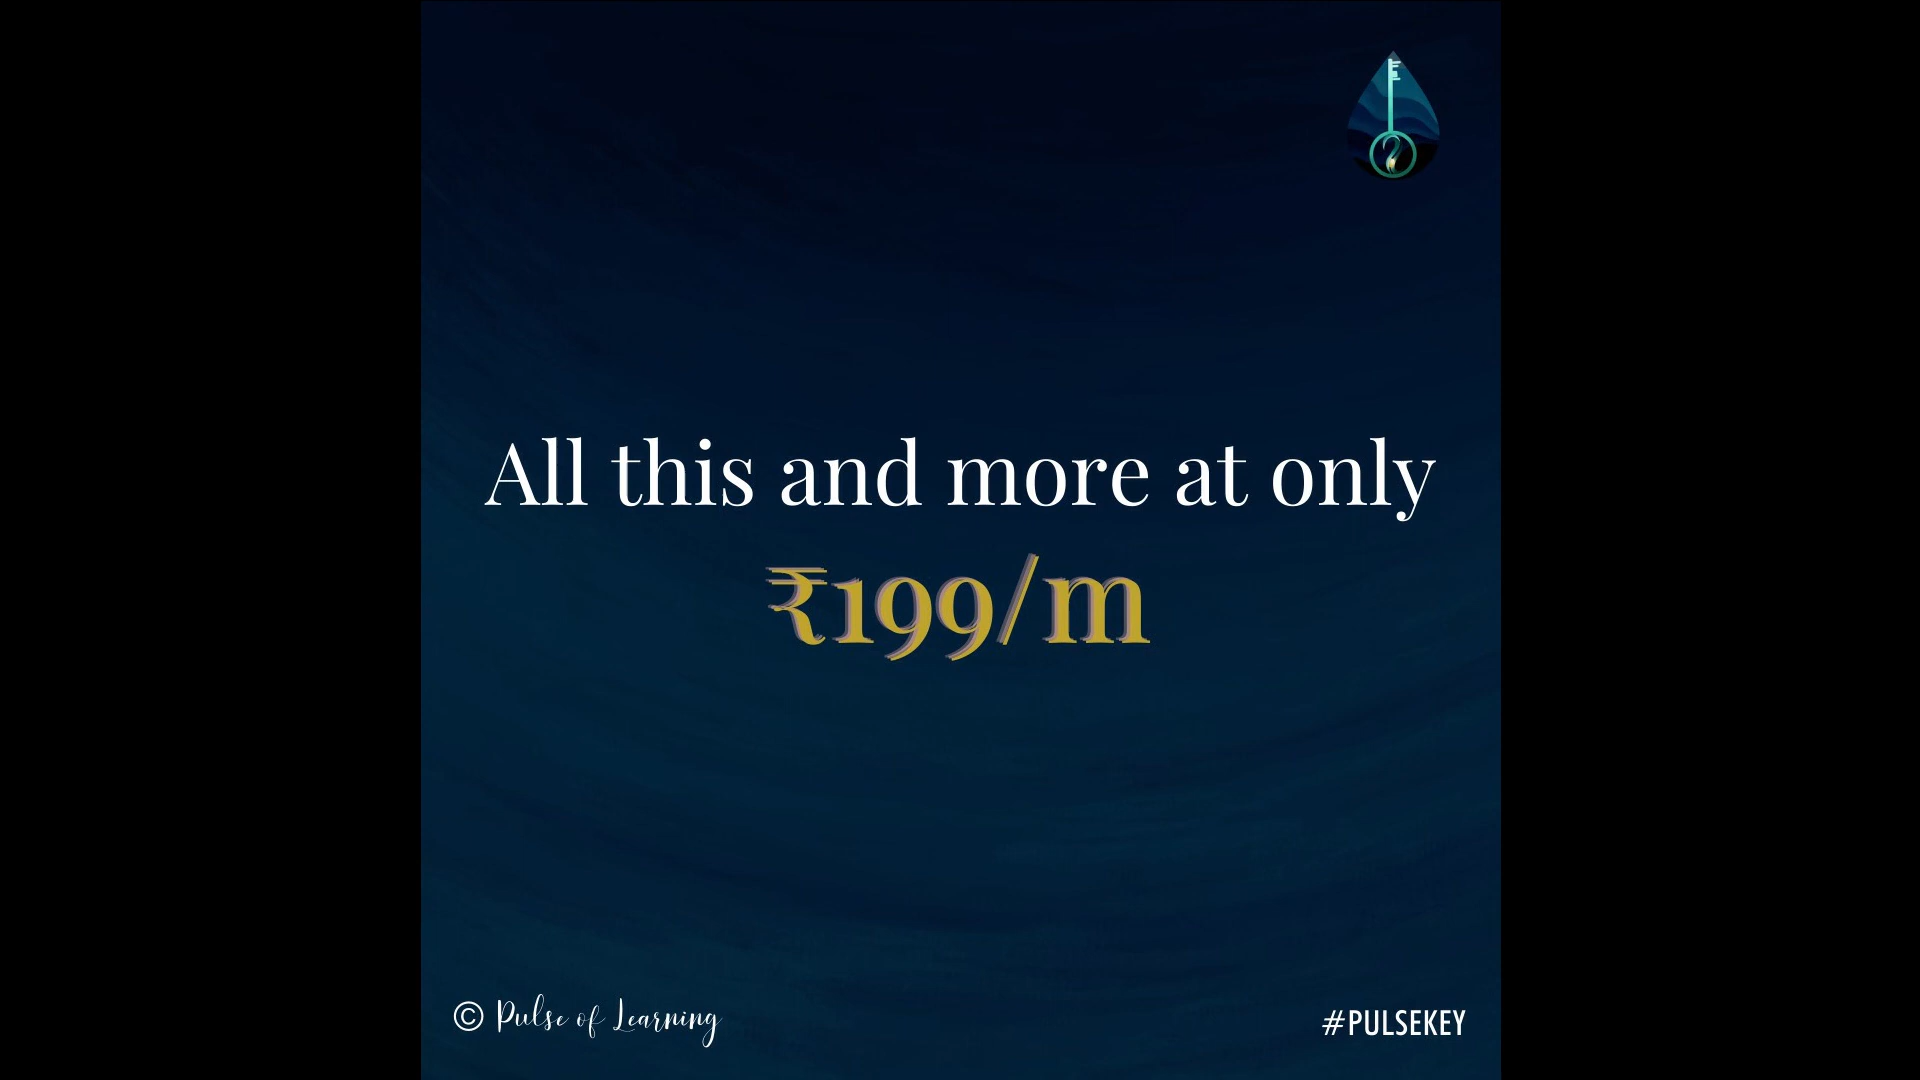 All this and more at only
₹199/m
© Pulse of Learning
#PULSEKEY